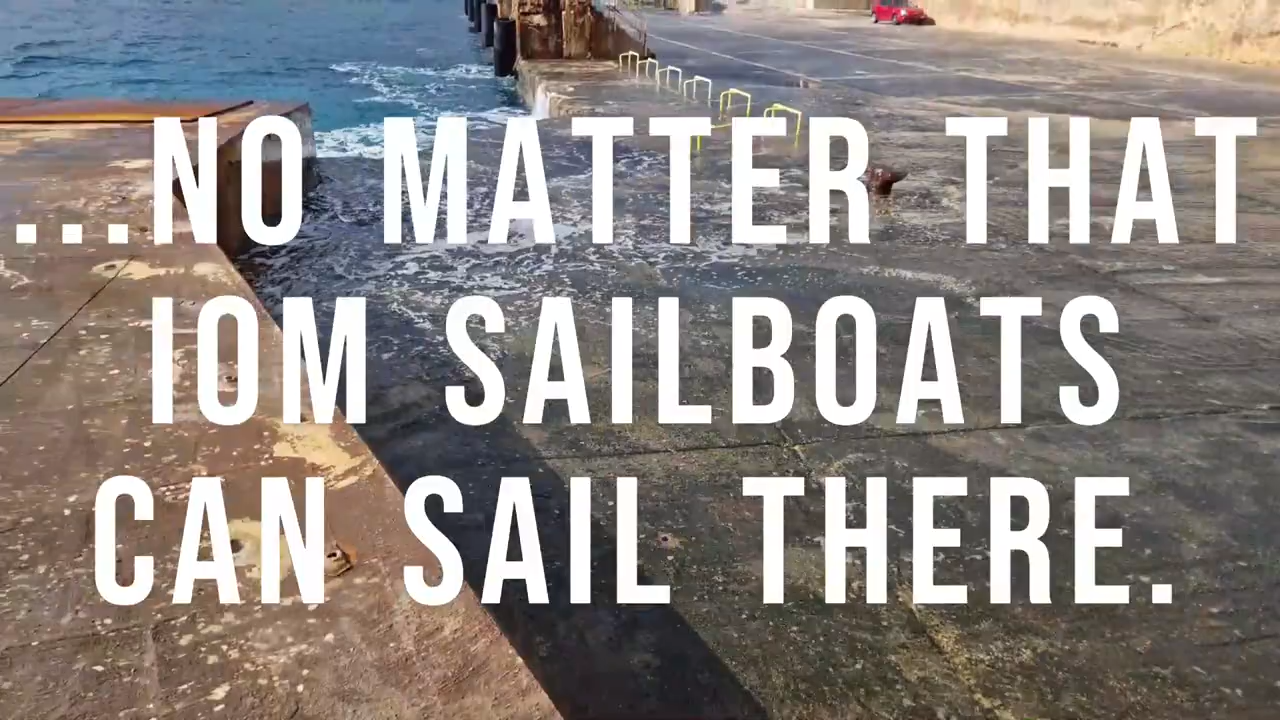 ...NO MATTER THAT
IOM SAILBOATS
CAN SAIL THERE.